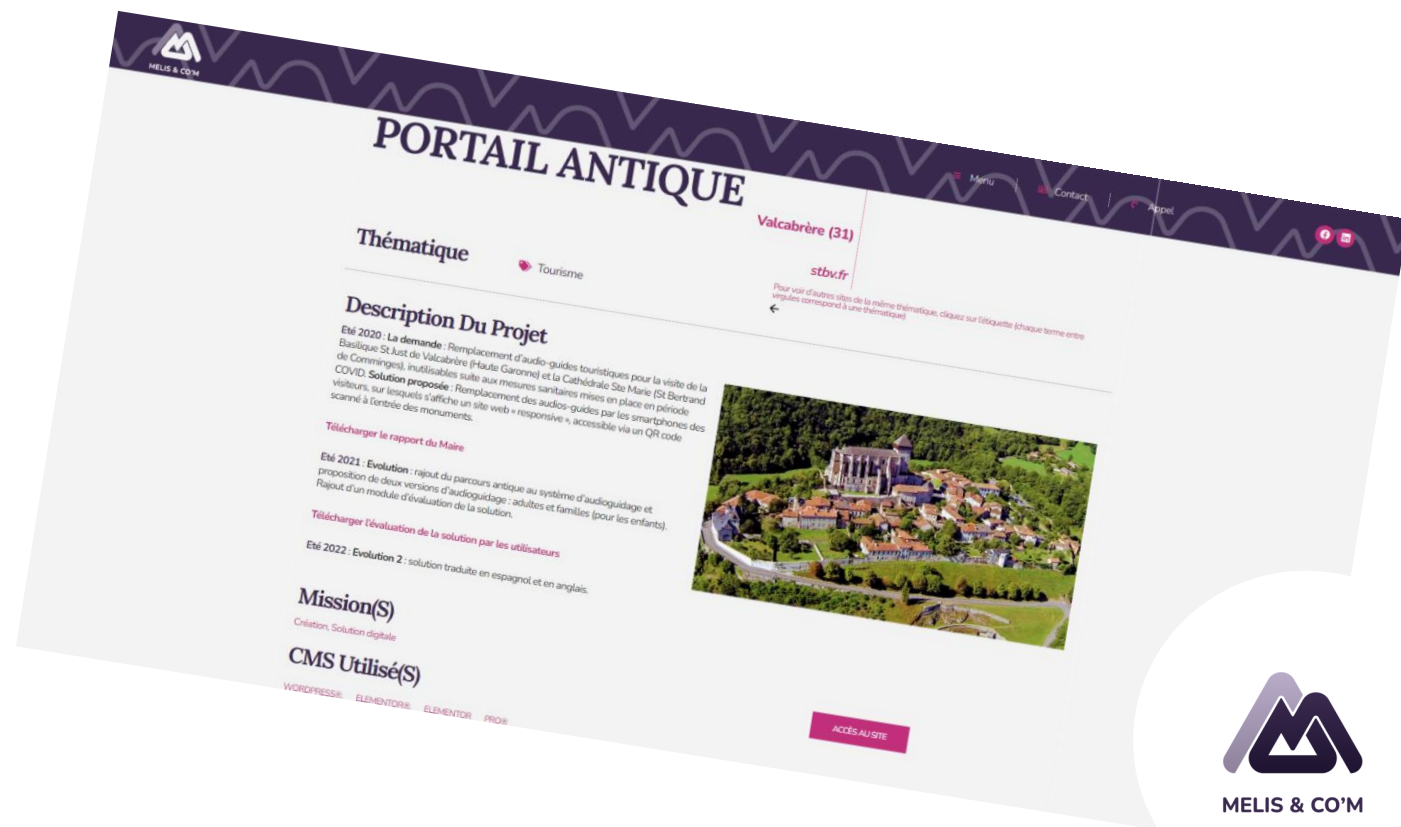 MELIS & CO'M
Menu
Contact
Appel
PORTAIL ANTIQUE
Valcabrère (31)
Thématique
Tourisme
stbv.fr
Pour voir d'autres sites de la même thématique, cliquez sur l'étiquette (chaque terme entre
virgules correspond à une thématique)
Description Du Projet
Eté 2020 : La demande : Remplacement d'audio-guides touristiques pour la visite de la
Basilique St Just de Valcabrère (Haute Garonne) et la Cathédrale Ste Marie (St Bertrand
de Comminges), inutilisables suite aux mesures sanitaires mises en place en période
COVID. Solution proposée : Remplacement des audios-guides par les smartphones des
visiteurs, sur lesquels s'affiche un site web « responsive », accessible via un QR code
scanné à l'entrée des monuments.
Télécharger le rapport du Maire
Eté 2021 : Evolution : rajout du parcours antique au système d'audioguidage et
proposition de deux versions d'audioguidage : adultes et familles (pour les enfants).
Rajout d'un module d'évaluation de la solution.
Télécharger l'évaluation de la solution par les utilisateurs
Eté 2022 : Evolution 2 : solution traduite en espagnol et en anglais.
Mission(S)
Création, Solution digitale
CMS Utilisé(S)
WORDPRESS®. ELEMENTOR®. ELEMENTOR PRO®
ACCÈS AU SITE
MELIS & CO'M